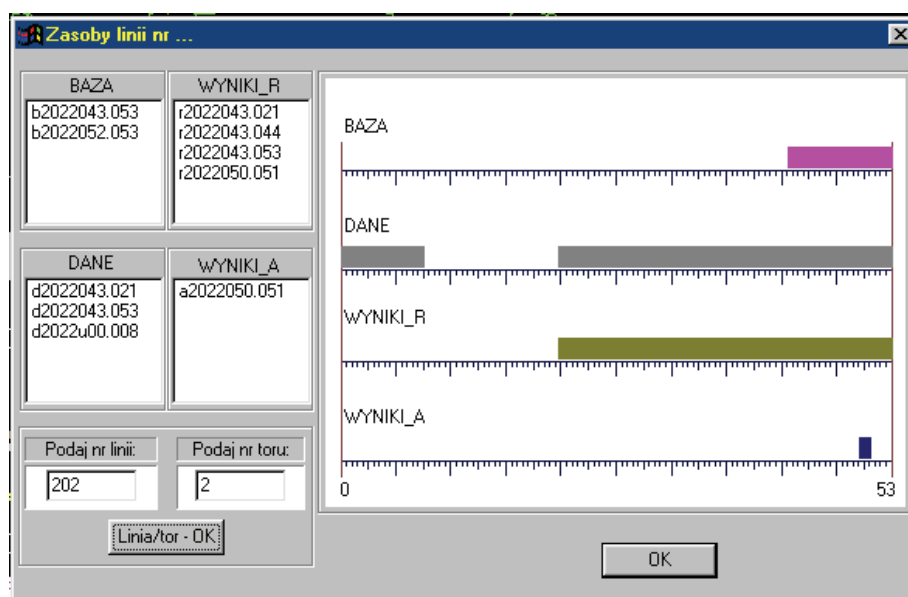 Zasoby linii nr ...
BAZA
b2022043.053
b2022052.053
WYNIKI_R
r2022043.021
r2022043.044
r2022043.053
r2022050.051
DANE
d2022043.021
d2022043.053
d2022u00.008
WYNIKI_A
a2022050.051
Podaj nr linii:
202
Podaj nr toru:
2
Linia/tor - OK
BAZA
DANE
WYNIKI_R
WYNIKI_A
0 53
OK